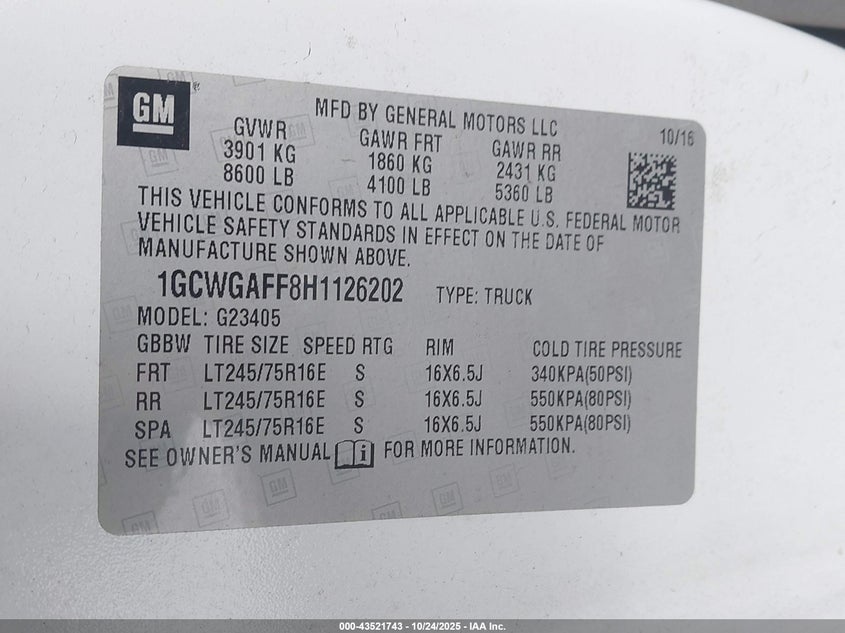 GM
MFD BY GENERAL MOTORS LLC
10/16
GVWR GAWR FRT GAWR RR
3901 KG 1860 KG 2431 KG
8600 LB 4100 LB 5360 LB
THIS VEHICLE CONFORMS TO ALL APPLICABLE U.S. FEDERAL MOTOR
VEHICLE SAFETY STANDARDS IN EFFECT ON THE DATE OF
MANUFACTURE SHOWN ABOVE.
1GCWGAFF8H1126202 TYPE: TRUCK
MODEL: G23405
GBBW TIRE SIZE SPEED RTG RIM COLD TIRE PRESSURE
FRT LT245/75R16E S 16X6.5J 340KPA(50PSI)
RR LT245/75R16E S 16X6.5J 550KPA(80PSI)
SPA LT245/75R16E S 16X6.5J 550KPA(80PSI)
SEE OWNER'S MANUAL i FOR MORE INFORMATION.
000-43521743 - 10/24/2025 - IAA Inc.